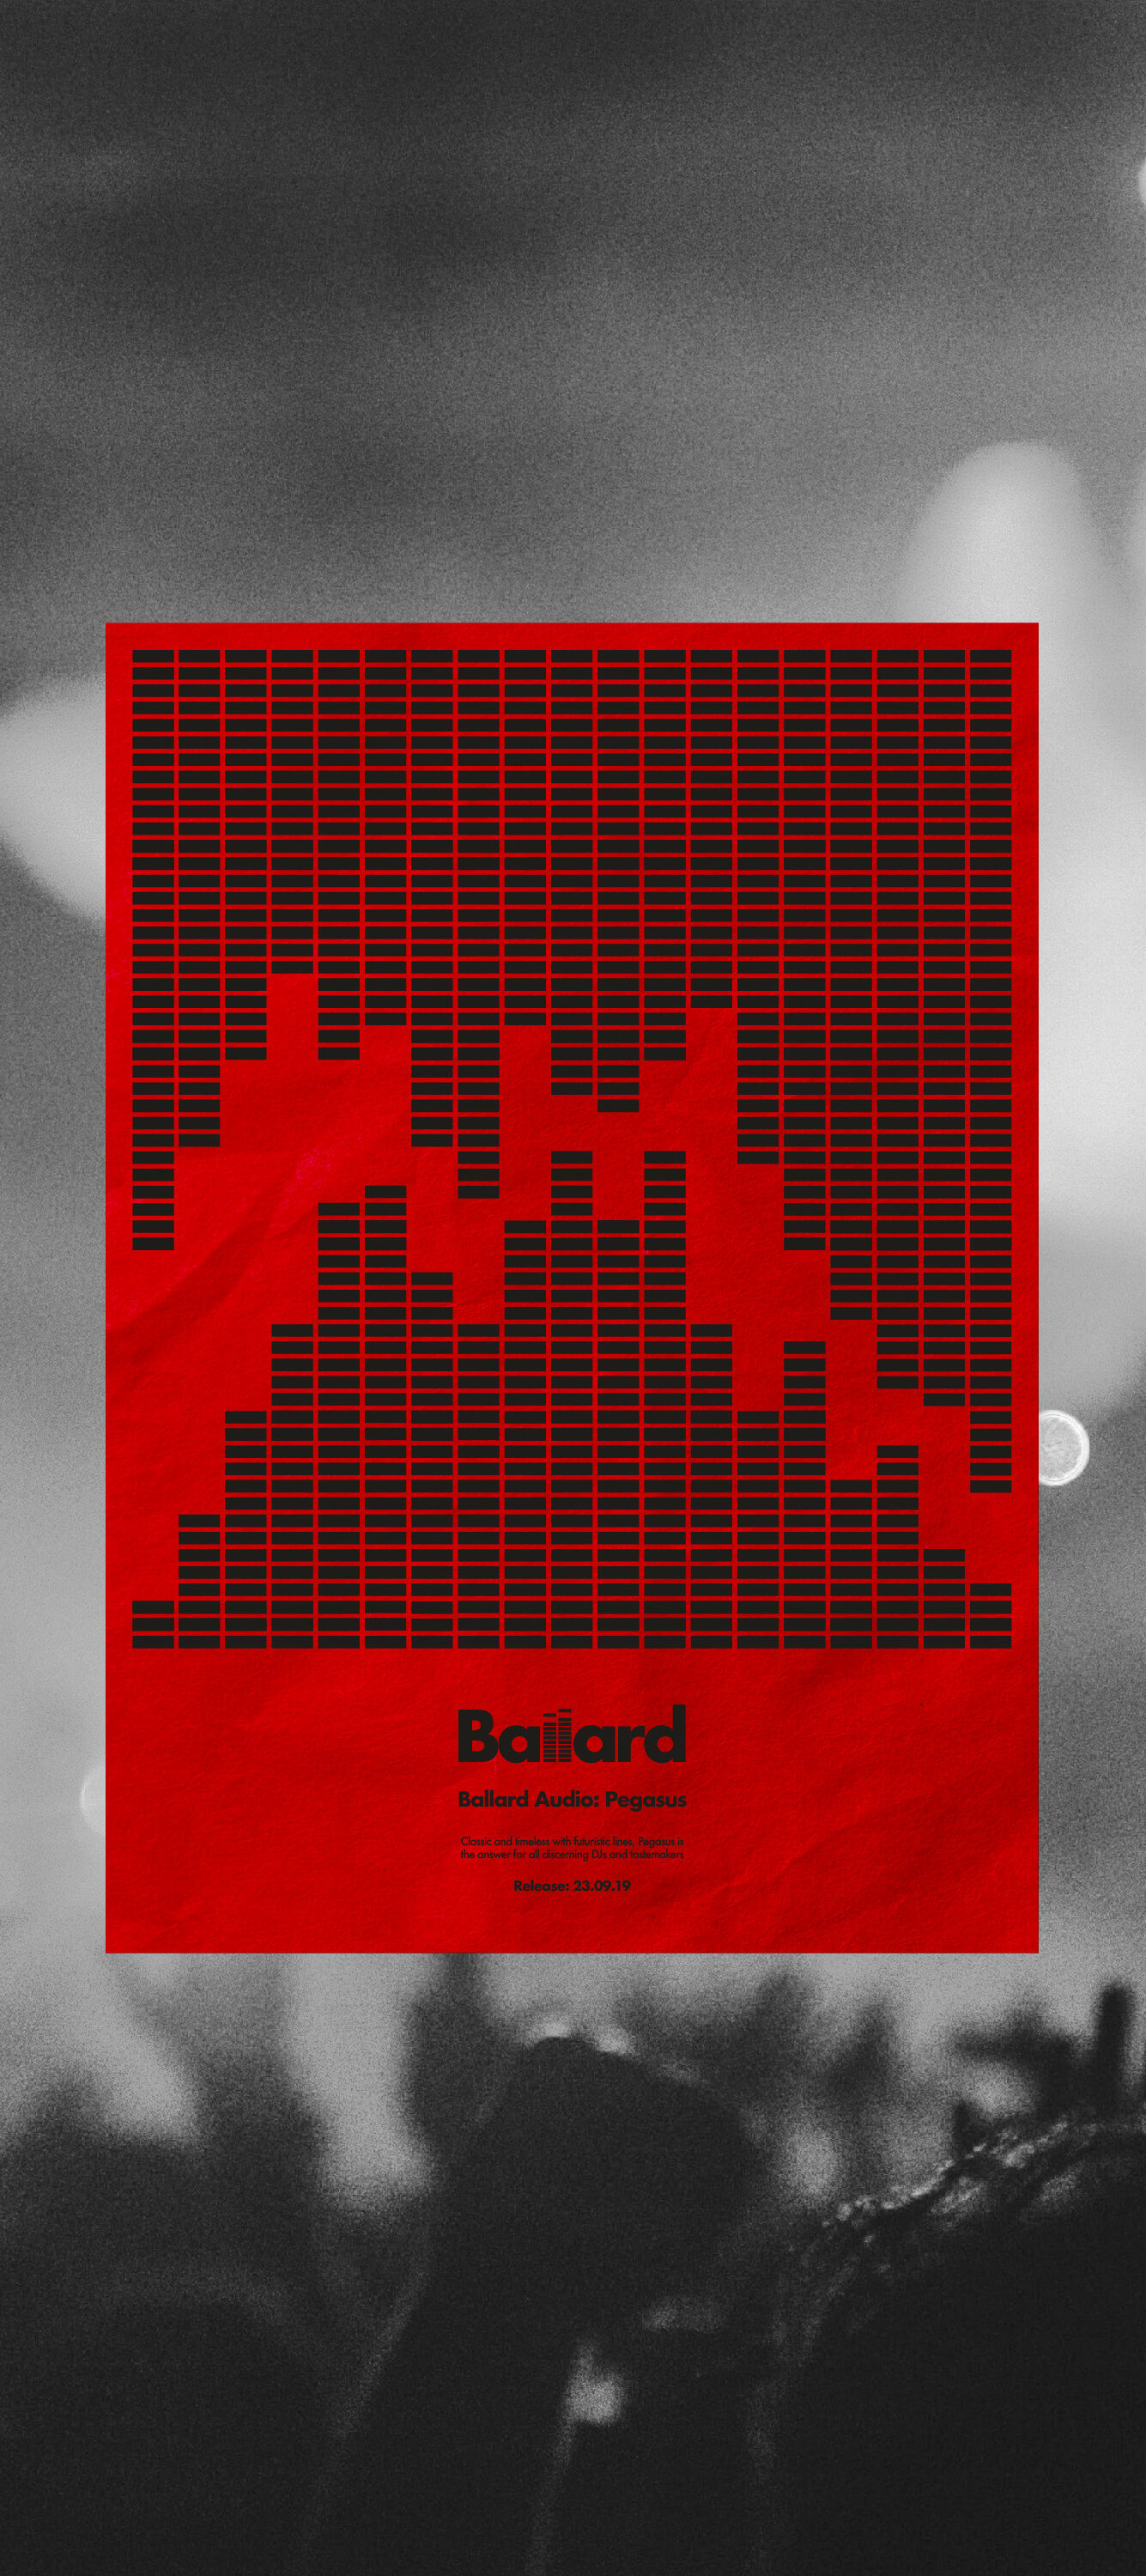 Ballard
Ballard Audio: Pegasus
Classic and timeless with futuristic lines, Pegasus is
the answer for all discerning DJs and tastemakers
Release: 23.09.19